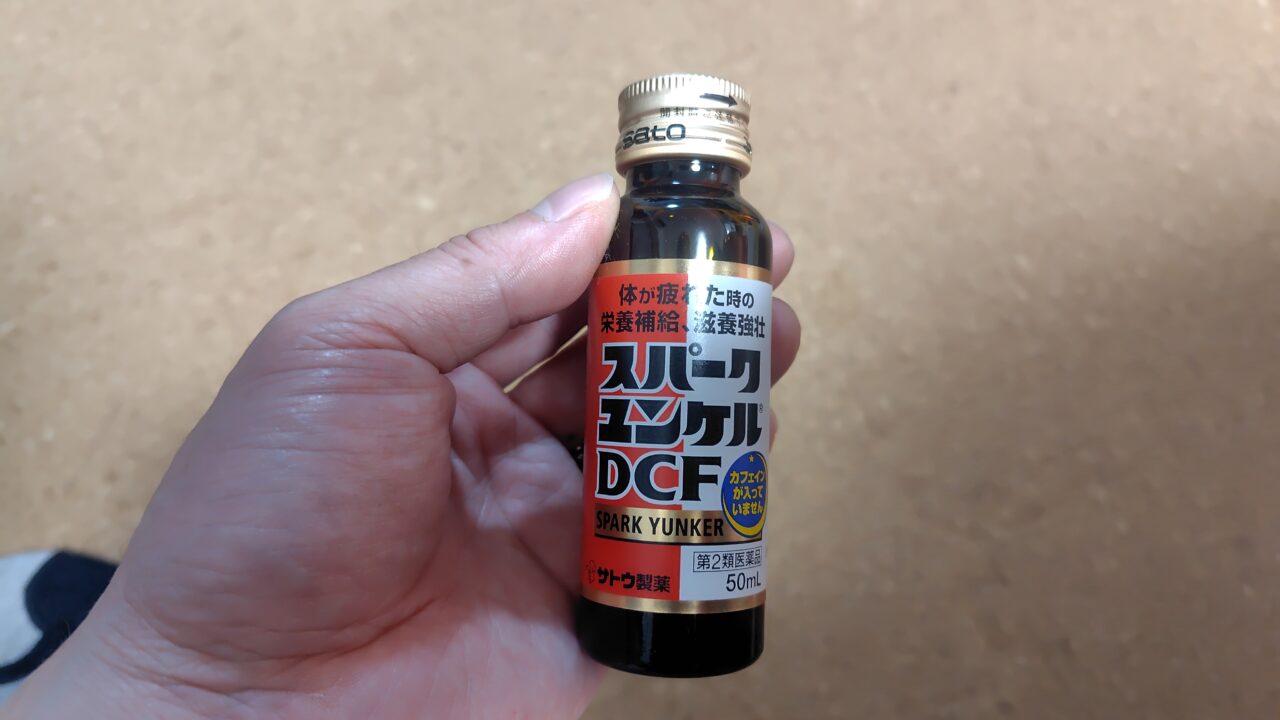 sato
体が疲れた時の
栄養補給、滋養強壮
スパーク
ユンケル®
DCF
カフェイン
が入って
いません
SPARK YUNKER
第2類医薬品
サトウ製薬
50mL